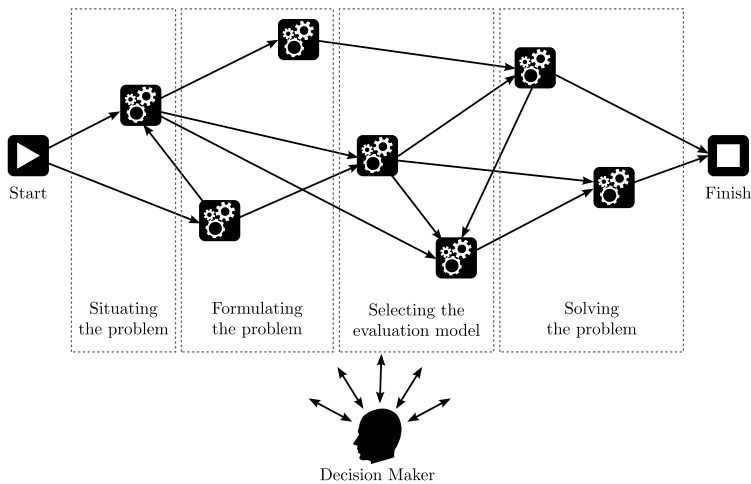 Start
Finish
Situating
the problem
Formulating
the problem
Selecting the
evaluation model
Solving
the problem
Decision Maker